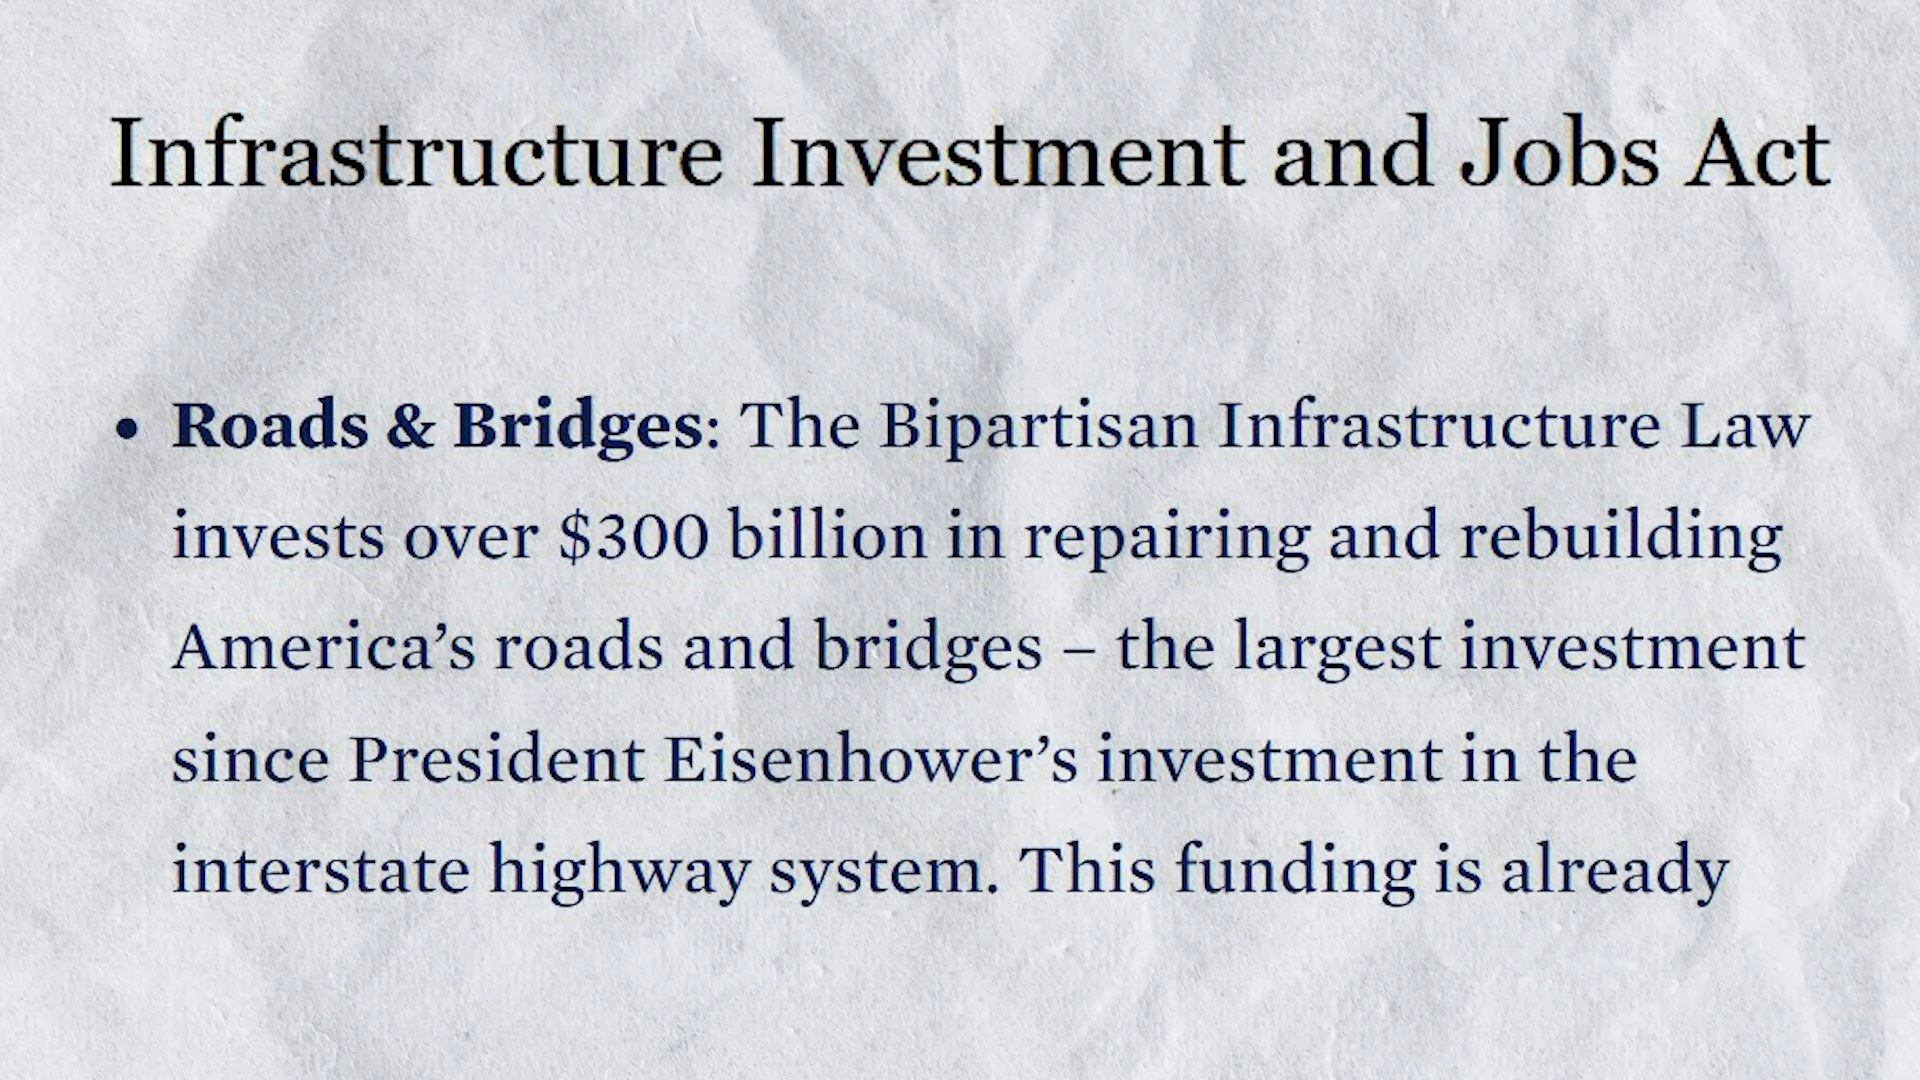 Infrastructure Investment and Jobs Act
• Roads & Bridges: The Bipartisan Infrastructure Law
invests over $300 billion in repairing and rebuilding
America’s roads and bridges – the largest investment
since President Eisenhower’s investment in the
interstate highway system. This funding is already